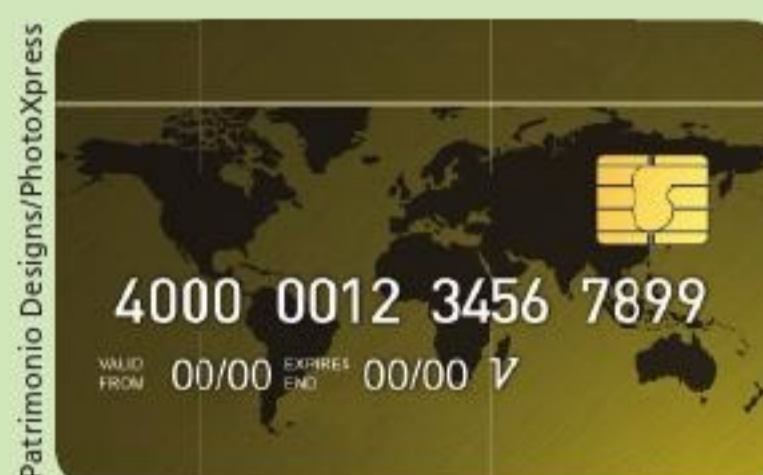 Patrimonio Designs/PhotoXpress
4000 0012 3456 7899
VALID FROM 00/00 EXPIRES END 00/00 V